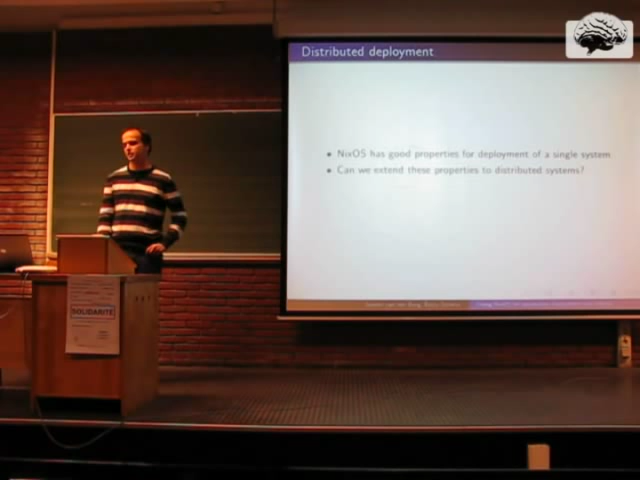 Distributed deployment
• NixOS has good properties for deployment of a single system
• Can we extend these properties to distributed systems?
SOLIDARITÉ